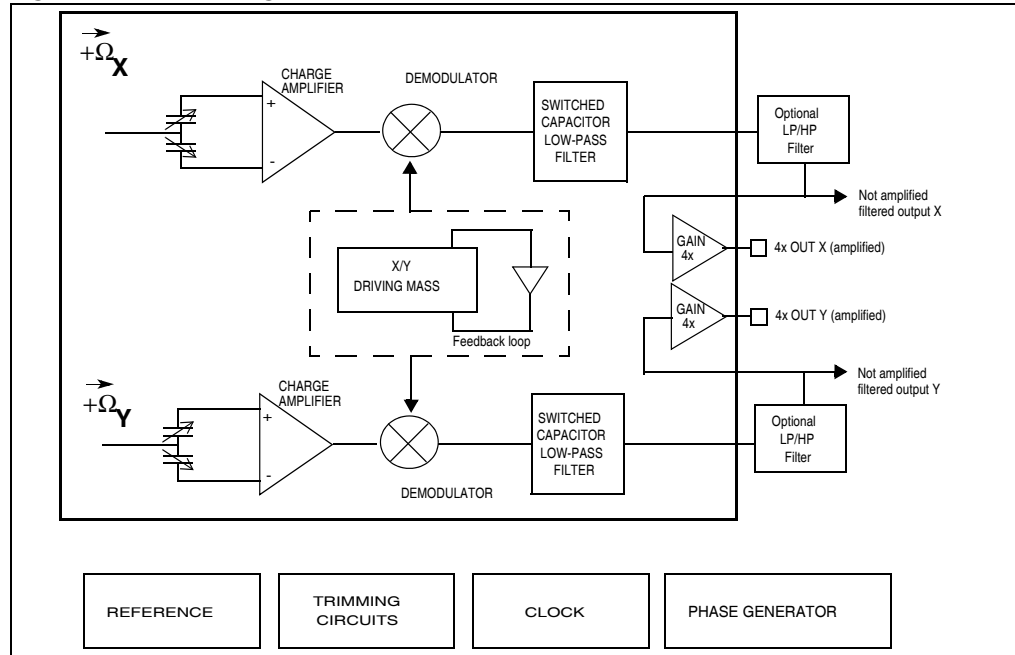 +Ω X
CHARGE
AMPLIFIER
DEMODULATOR
+
-
SWITCHED
CAPACITOR
LOW-PASS
FILTER
Optional
LP/HP
Filter
Not amplified
filtered output X
GAIN
4x
4x OUT X (amplified)
X/Y
DRIVING MASS
Feedback loop
GAIN
4x
4x OUT Y (amplified)
Not amplified
filtered output Y
+Ω Y
CHARGE
AMPLIFIER
+
-
DEMODULATOR
SWITCHED
CAPACITOR
LOW-PASS
FILTER
Optional
LP/HP
Filter
REFERENCE
TRIMMING
CIRCUITS
CLOCK
PHASE GENERATOR